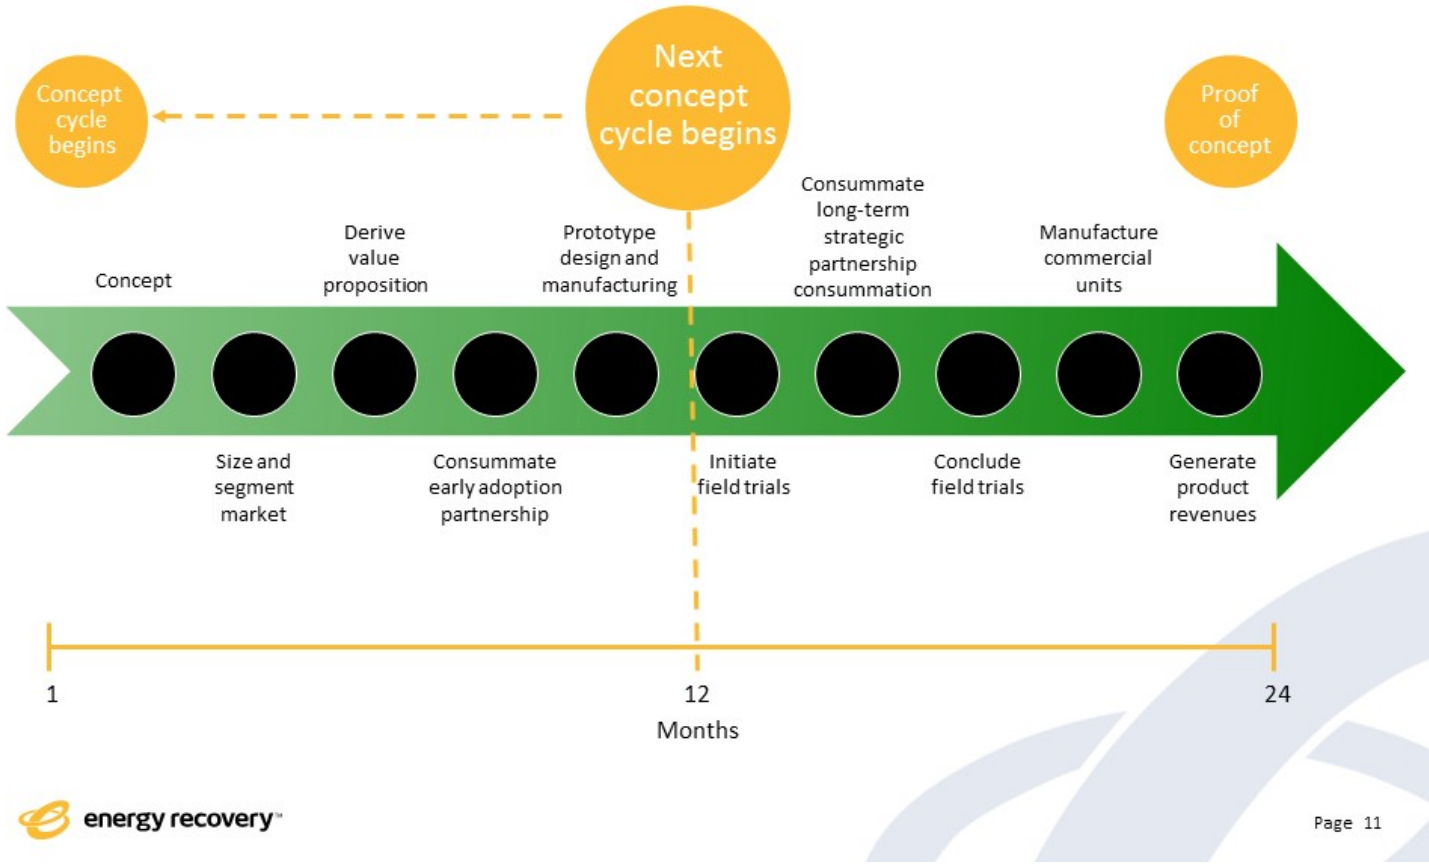 Concept
cycle
begins
Next
concept
cycle begins
Proof
of
concept
Concept
Size and
segment
market
Derive
value
proposition
Consummate
early adoption
partnership
Prototype
design and
manufacturing
Initiate
field trials
Consummate
long-term
strategic
partnership
consummation
Conclude
field trials
Manufacture
commercial
units
Generate
product
revenues
1
12
24
Months
energy recovery™
Page 11